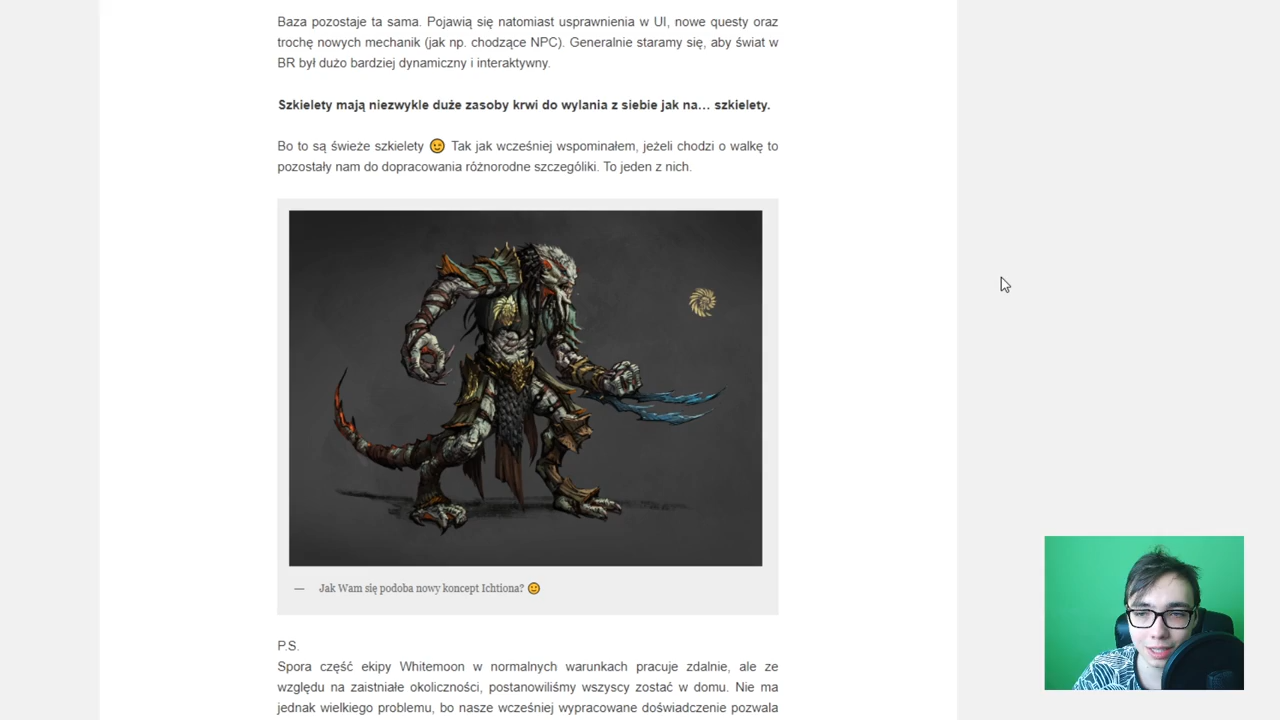 Baza pozostaje ta sama. Pojawią się natomiast usprawnienia w UI, nowe questy oraz
trochę nowych mechanik (jak np. chodzące NPC). Generalnie staramy się, aby świat w
BR był dużo bardziej dynamiczny i interaktywny.
Szkielety mają niezwykle duże zasoby krwi do wylania z siebie jak na… szkielety.
Bo to są świeże szkielety 😉 Tak jak wcześniej wspominałem, jeżeli chodzi o walkę to
pozostały nam do dopracowania różnorodne szczególiki. To jeden z nich.
— Jak Wam się podoba nowy koncept Ichtiona? 🙂
P.S.
Spora część ekipy Whitemoon w normalnych warunkach pracuje zdalnie, ale ze
względu na zaistniałe okoliczności, postanowiliśmy wszyscy zostać w domu. Nie ma
jednak wielkiego problemu, bo nasze wcześniej wypracowane doświadczenie pozwala